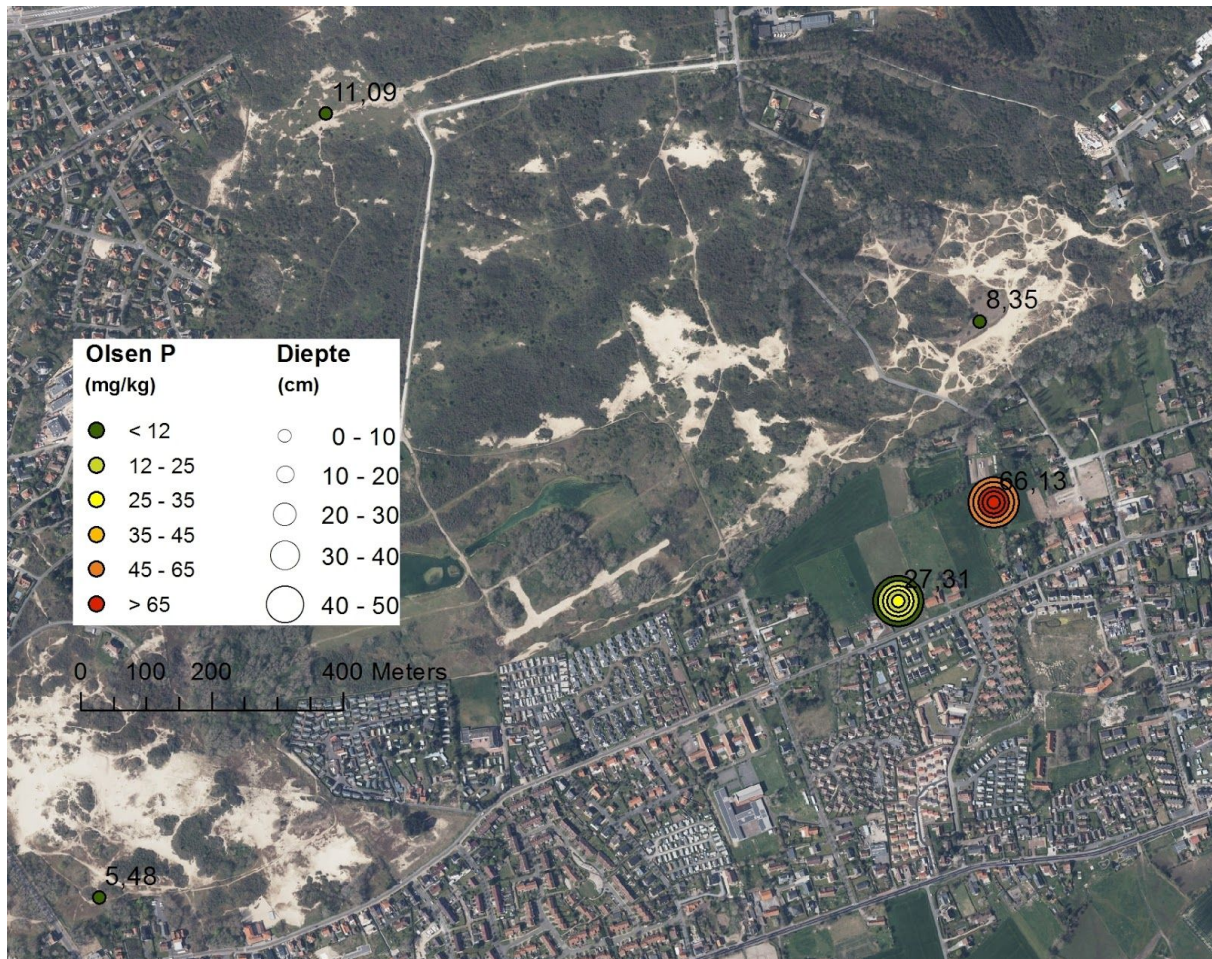 11,09
8,35
Olsen P
(mg/kg)
< 12
12 - 25
25 - 35
35 - 45
45 - 65
> 65
Diepte
(cm)
0 - 10
10 - 20
20 - 30
30 - 40
40 - 50
66,13
27,31
0 100 200 400 Meters
5,48